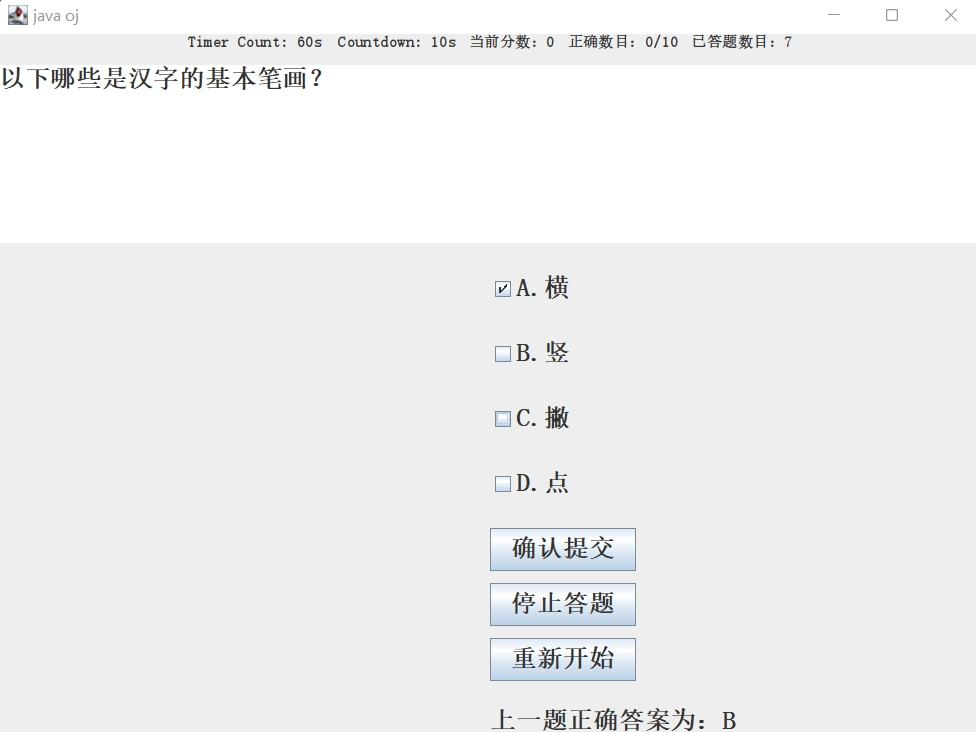 java oj
Timer Count: 60s Countdown: 10s 当前分数: 0 正确数目: 0/10 已答题数目: 7
以下哪些是汉字的基本笔画？
A. 横
B. 竖
C. 撇
D. 点
确认提交
停止答题
重新开始
上一题正确答案为：B